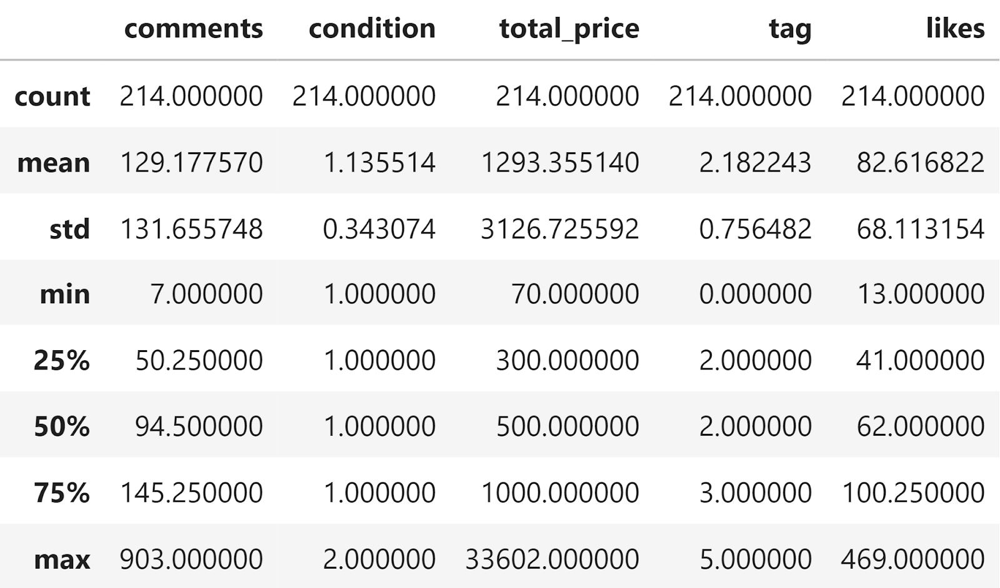 comments condition total_price tag likes
count 214.000000 214.000000 214.000000 214.000000 214.000000
mean 129.177570 1.135514 1293.355140 2.182243 82.616822
std 131.655748 0.343074 3126.725592 0.756482 68.113154
min 7.000000 1.000000 70.000000 0.000000 13.000000
25% 50.250000 1.000000 300.000000 2.000000 41.000000
50% 94.500000 1.000000 500.000000 2.000000 62.000000
75% 145.250000 1.000000 1000.000000 3.000000 100.250000
max 903.000000 2.000000 33602.000000 5.000000 469.000000